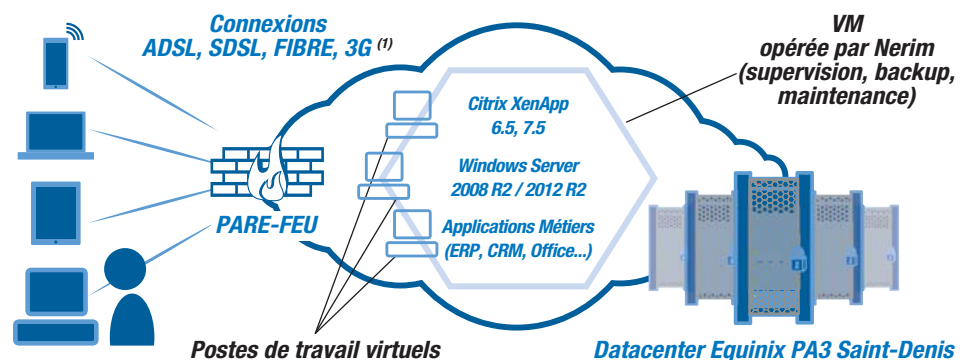 Connexions
ADSL, SDSL, FIBRE, 3G (1)
VM
opérée par Nerim
(supervision, backup,
maintenance)
Citrix XenApp
6.5, 7.5
Windows Server
2008 R2 / 2012 R2
Applications Métiers
(ERP, CRM, Office...)
PARE-FEU
Postes de travail virtuels
Datacenter Equinix PA3 Saint-Denis